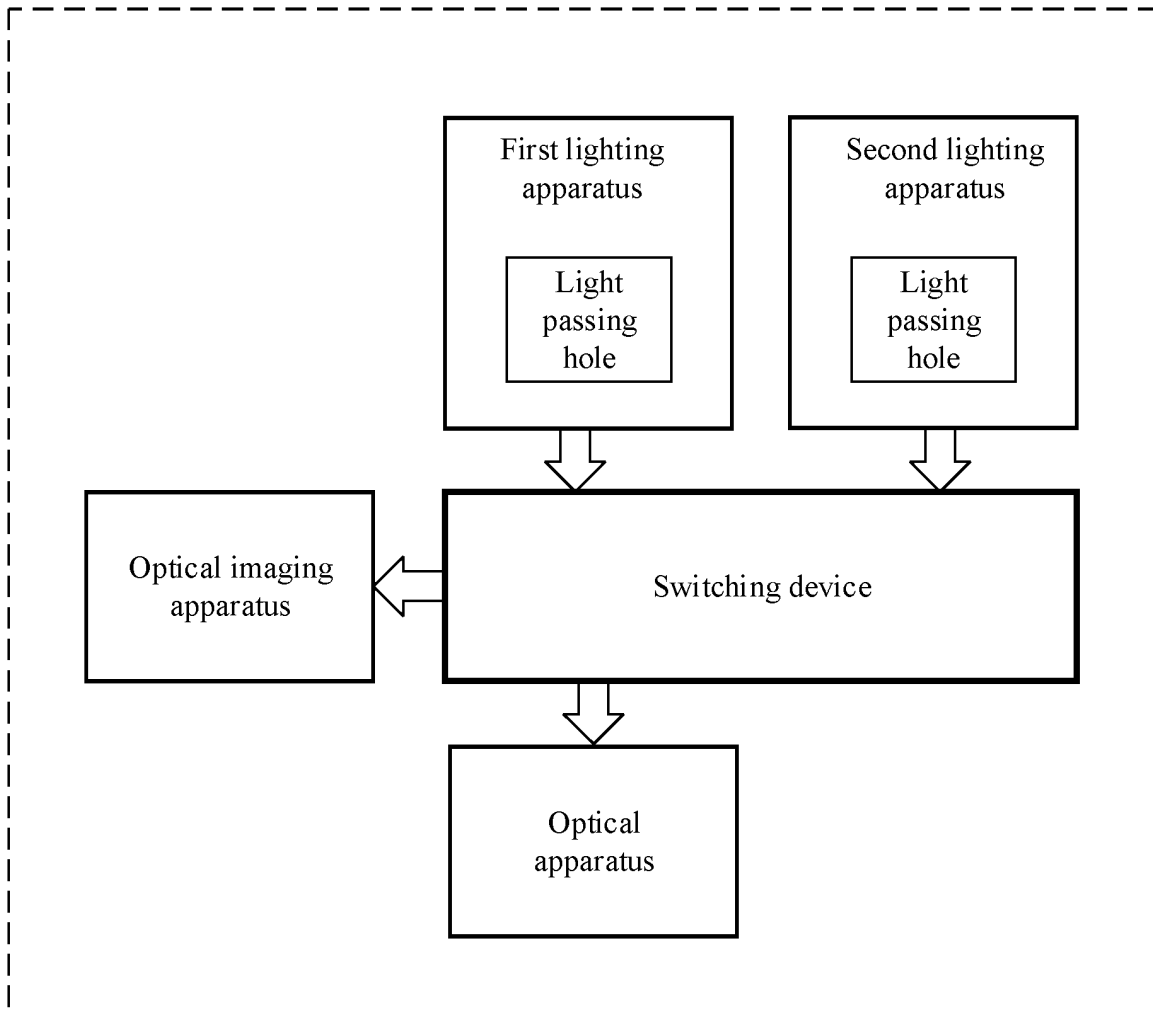 First lighting
apparatus
Light
passing
hole
Second lighting
apparatus
Light
passing
hole
Optical imaging
apparatus
Switching device
Optical
apparatus